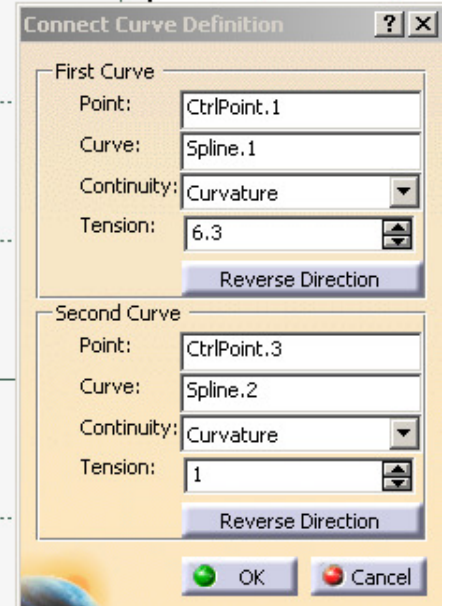 Connect Curve Definition
First Curve
Point: CtrlPoint.1
Curve: Spline.1
Continuity: Curvature
Tension: 6.3
Reverse Direction
Second Curve
Point: CtrlPoint.3
Curve: Spline.2
Continuity: Curvature
Tension: 1
Reverse Direction
OK Cancel